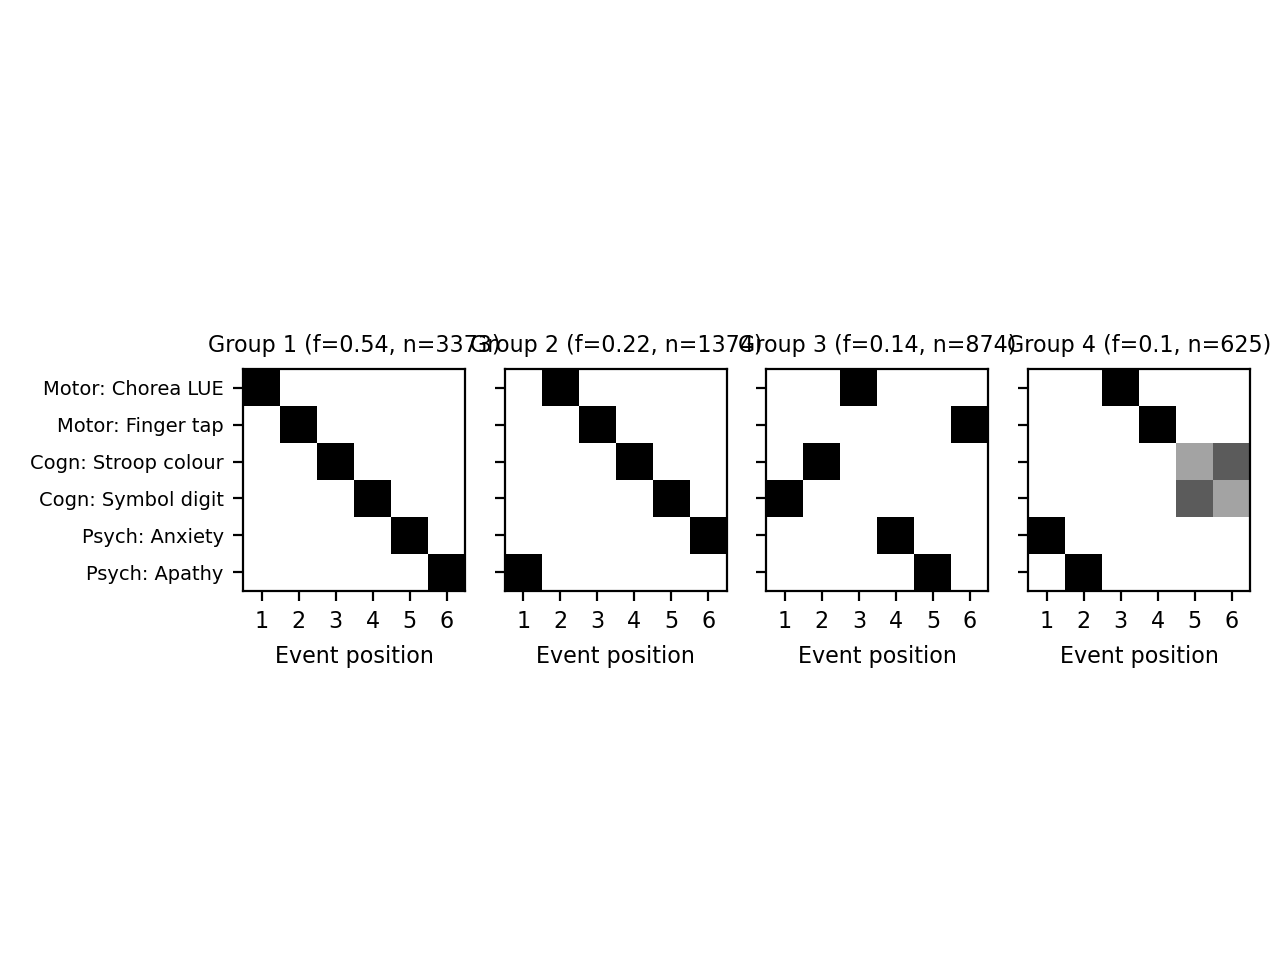 Group 1 (f=0.54, n=3373)
Group 2 (f=0.22, n=1374)
Group 3 (f=0.14, n=874)
Group 4 (f=0.1, n=625)
Motor: Chorea LUE
Motor: Finger tap
Cogn: Stroop colour
Cogn: Symbol digit
Psych: Anxiety
Psych: Apathy
1 2 3 4 5 6
1 2 3 4 5 6
1 2 3 4 5 6
1 2 3 4 5 6
Event position
Event position
Event position
Event position